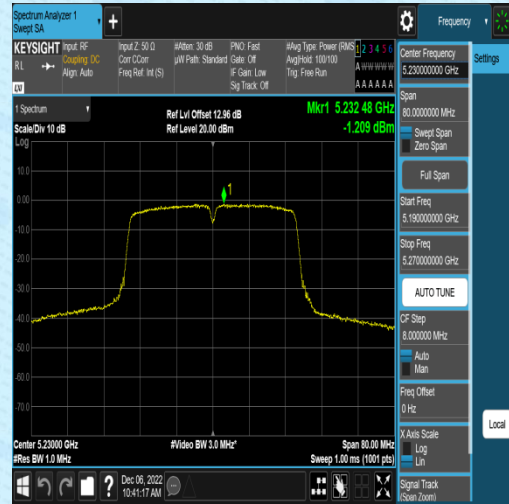 Spectrum Analyzer 1
Swept SA
+
Frequency
KEYSIGHT
Input: RF
Input Z: 50 Ω
#Atten: 30 dB
PNO: Fast
#Avg Type: Power (RMS
1 2 3 4 5 6
RL
Coupling: DC
Corr CCorr
µW Path: Standard
Gate: Off
Avg|Hold: 100/100
A W W W W W
Align: Auto
Freq Ref: Int (S)
IF Gain: Low
Trig: Free Run
Sig Track: Off
A A A A A A
LXI
1 Spectrum
Ref Lvl Offset 12.96 dB
Mkr1 5.232 48 GHz
Scale/Div 10 dB
Ref Level 20.00 dBm
-1.209 dBm
Log
1
10.0
0.00
-10.0
-20.0
-30.0
-40.0
-50.0
-60.0
-70.0
Center 5.23000 GHz
#Video BW 3.0 MHz*
Span 80.00 MHz
#Res BW 1.0 MHz
Sweep 1.00 ms (1001 pts)
?
Dec 06, 2022
10:41:17 AM
Center Frequency
5.230000000 GHz
Settings
Span
80.0000000 MHz
Swept Span
Zero Span
Full Span
Start Freq
5.190000000 GHz
Stop Freq
5.270000000 GHz
AUTO TUNE
CF Step
8.000000 MHz
Auto
Man
Freq Offset
0 Hz
Local
X Axis Scale
Log
Lin
Signal Track
(Span Zoom)